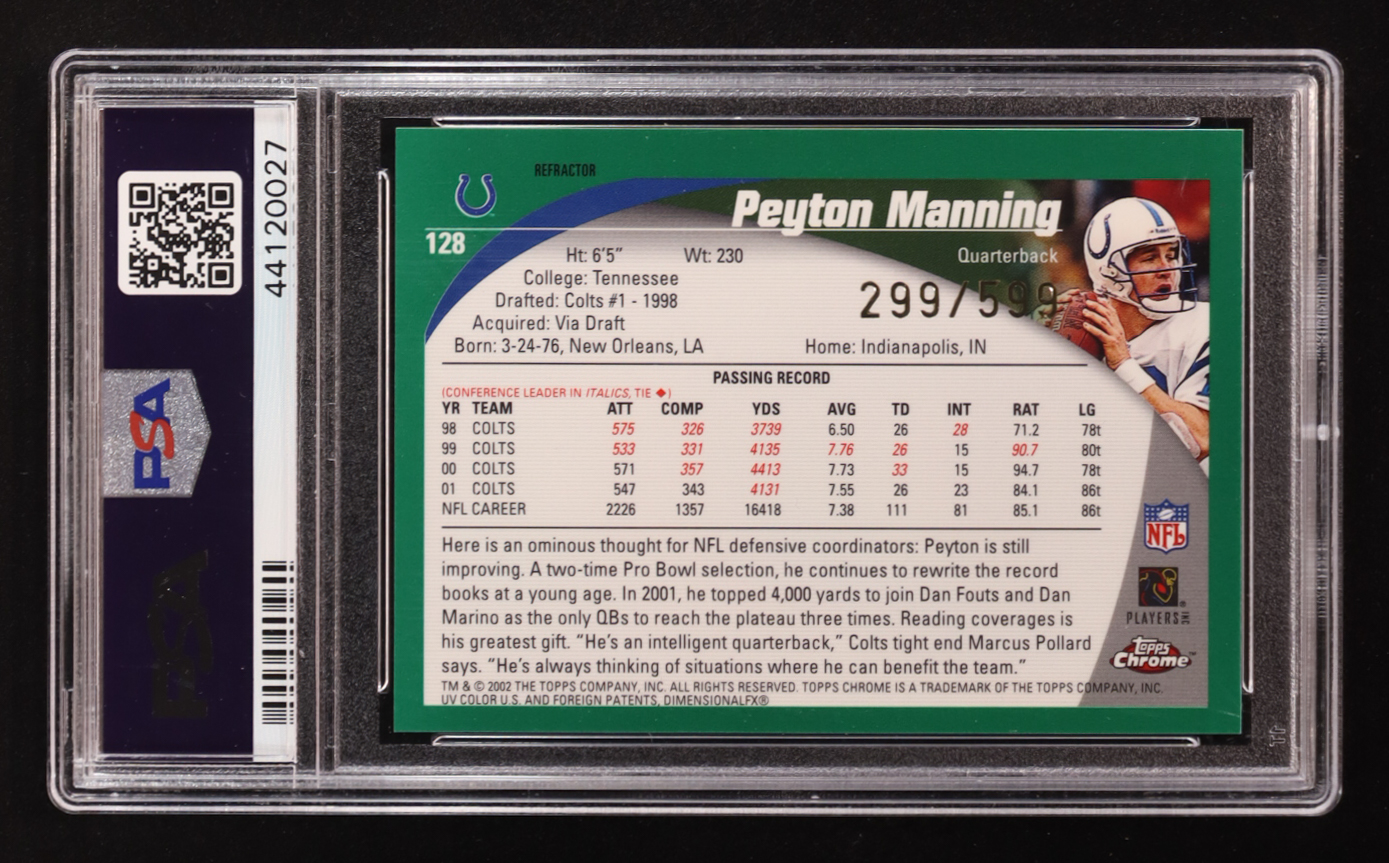 44120027
PSA
PSA
REFRACTOR
128
Peyton Manning
Quarterback
Ht: 6'5" Wt: 230
College: Tennessee
299/599
Drafted: Colts #1 - 1998
Acquired: Via Draft
Born: 3-24-76, New Orleans, LA Home: Indianapolis, IN
PASSING RECORD
(CONFERENCE LEADER IN ITALICS, TIE ◆)
YR TEAM ATT COMP YDS AVG TD INT RAT LG
98 COLTS 575 326 3739 6.50 26 28 71.2 78t
99 COLTS 533 331 4135 7.76 26 15 90.7 80t
00 COLTS 571 357 4413 7.73 33 15 94.7 78t
01 COLTS 547 343 4131 7.55 26 23 84.1 86t
NFL CAREER 2226 1357 16418 7.38 111 81 85.1 86t
Here is an ominous thought for NFL defensive coordinators: Peyton is still
improving. A two-time Pro Bowl selection, he continues to rewrite the record
books at a young age. In 2001, he topped 4,000 yards to join Dan Fouts and Dan
Marino as the only QBs to reach the plateau three times. Reading coverages is
his greatest gift. “He’s an intelligent quarterback,” Colts tight end Marcus Pollard
says. “He’s always thinking of situations where he can benefit the team.”
TM & © 2002 THE TOPPS COMPANY, INC. ALL RIGHTS RESERVED. TOPPS CHROME IS A TRADEMARK OF THE TOPPS COMPANY, INC.
UV COLOR U.S. AND FOREIGN PATENTS, DIMENSIONALFX®
NFL
PLAYERS INC
Topps
Chrome™